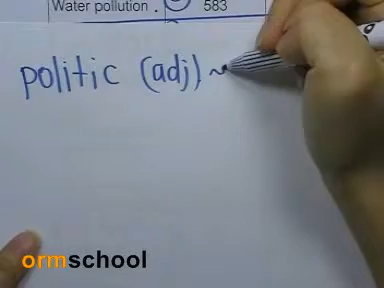 Water pollution . 583
politic (adj) ~
ormschool